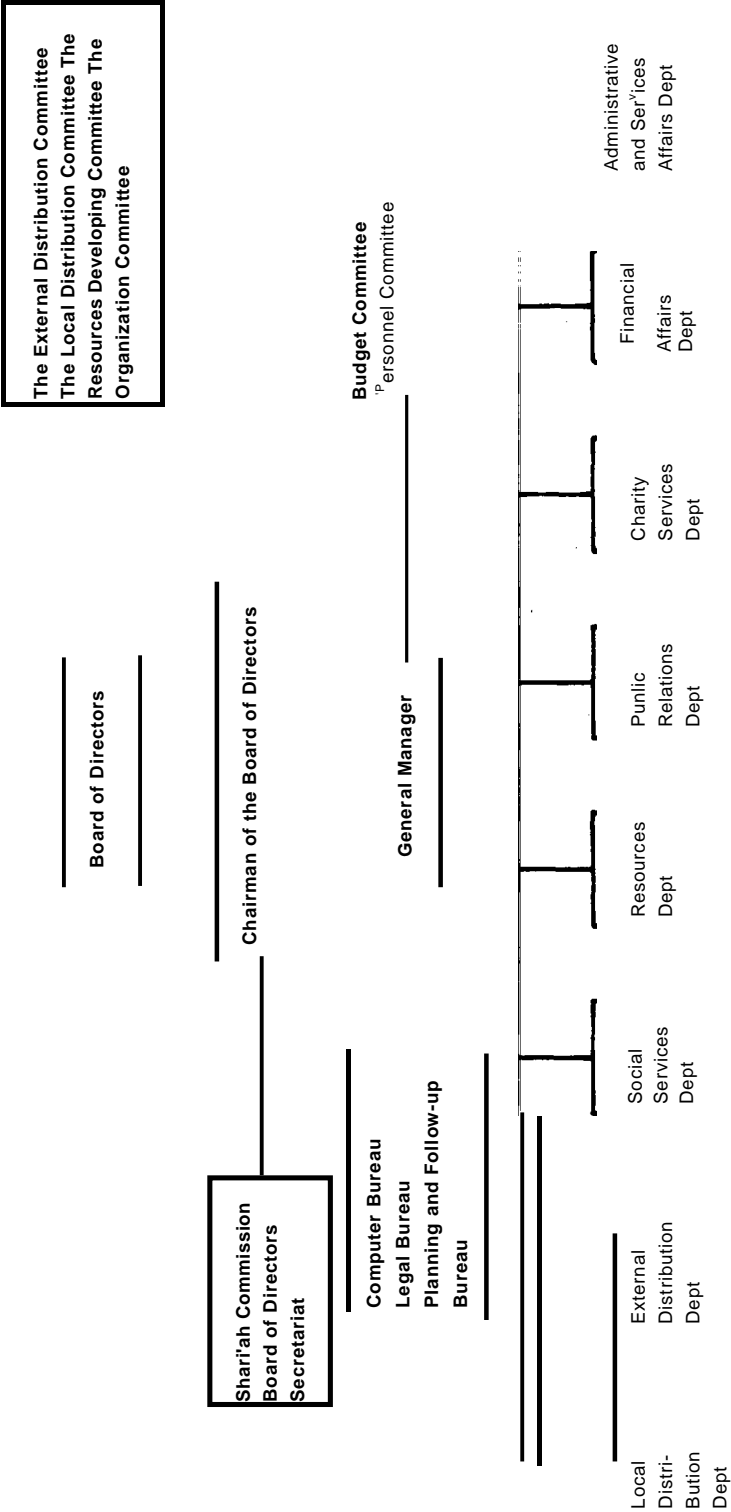 The External Distribution Committee
The Local Distribution Committee The
Resources Developing Committee The
Organization Committee
Board of Directors
Shari'ah Commission
Board of Directors
Secretariat
Chairman of the Board of Directors
Computer Bureau
Legal Bureau
Planning and Follow-up
Bureau
General Manager
Budget Committee
'Personnel Committee
Local
Distri-
Bution
Dept
External
Distribution
Dept
Social
Services
Dept
Resources
Dept
Punlic
Relations
Dept
Charity
Services
Dept
Financial
Affairs
Dept
Administrative
and Services
Affairs Dept